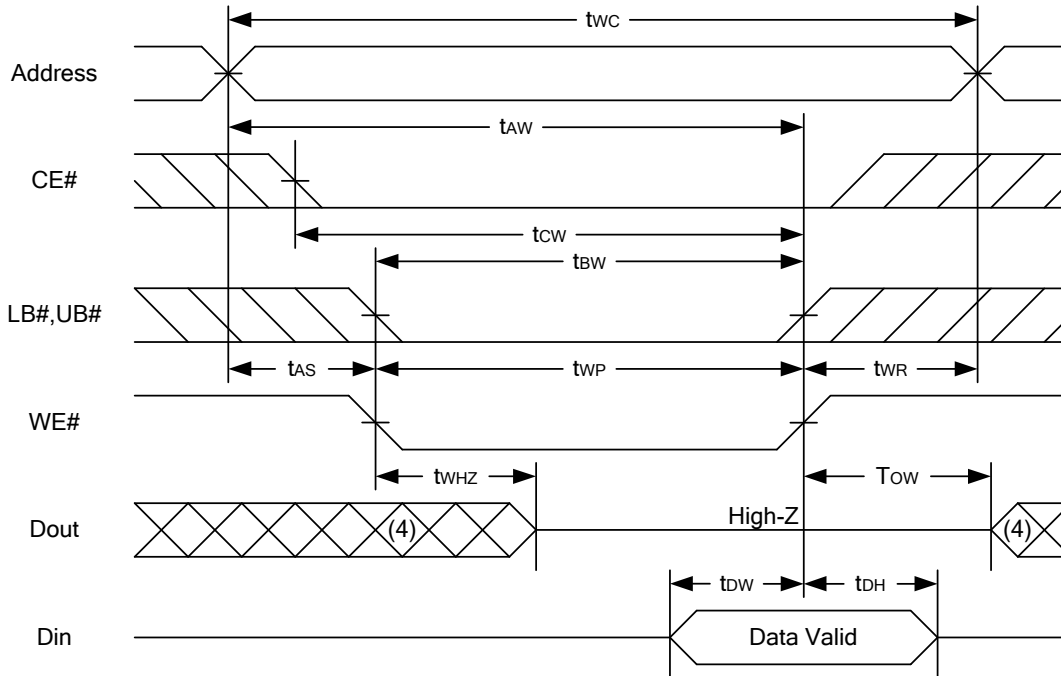 tWC
Address
tAW
CE#
tCW
tBW
LB#,UB#
tAS
tWP
tWR
WE#
tWHZ
TOW
Dout
(4)
High-Z
(4)
tDW
tDH
Din
Data Valid